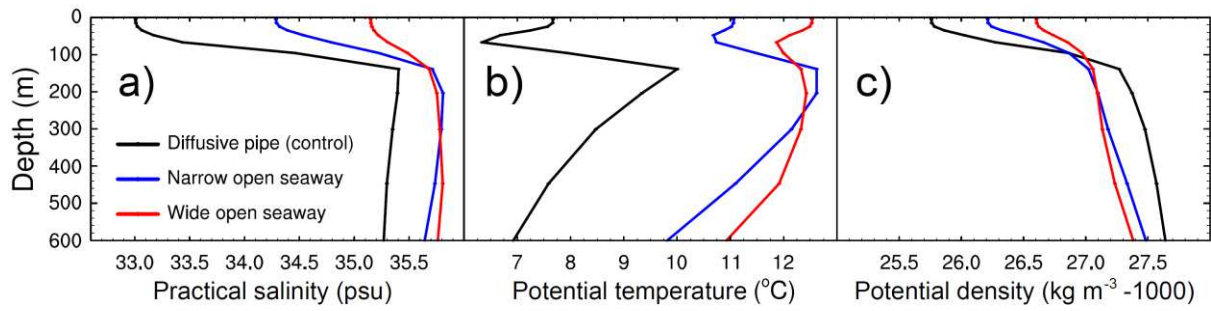 0
100
200
300
400
500
600
Depth (m)
a)
b)
c)
Diffusive pipe (control)
Narrow open seaway
Wide open seaway
33.0 33.5 34.0 34.5 35.0 35.5
7 8 9 10 11 12
25.5 26.0 26.5 27.0 27.5
Practical salinity (psu)
Potential temperature (°C)
Potential density (kg m⁻³ -1000)